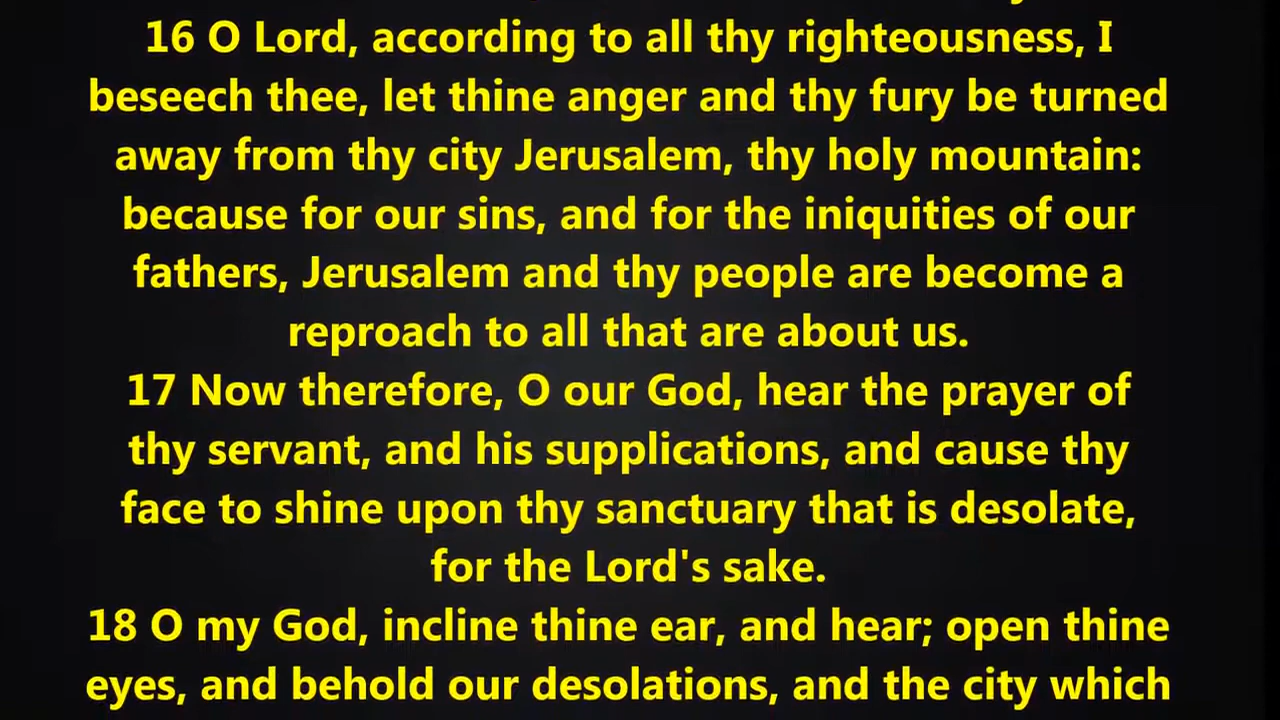 16 O Lord, according to all thy righteousness, I
beseech thee, let thine anger and thy fury be turned
away from thy city Jerusalem, thy holy mountain:
because for our sins, and for the iniquities of our
fathers, Jerusalem and thy people are become a
reproach to all that are about us.
17 Now therefore, O our God, hear the prayer of
thy servant, and his supplications, and cause thy
face to shine upon thy sanctuary that is desolate,
for the Lord's sake.
18 O my God, incline thine ear, and hear; open thine
eyes, and behold our desolations, and the city which